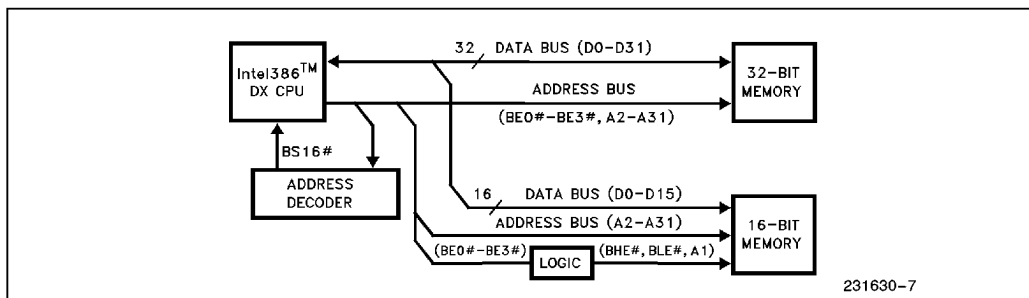 Intel386™
DX CPU
32 DATA BUS (D0-D31)
ADDRESS BUS
(BE0#-BE3#, A2-A31)
32-BIT
MEMORY
BS16#
ADDRESS
DECODER
16 DATA BUS (D0-D15)
ADDRESS BUS (A2-A31)
(BE0#-BE3#)
LOGIC
(BHE#, BLE#, A1)
16-BIT
MEMORY
231630-7